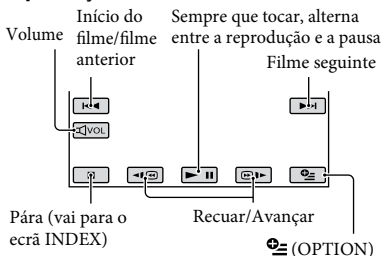 Volume
Início do
filme/filme
anterior
Sempre que tocar, alterna
entre a reprodução e a pausa
Filme seguinte
VOL
Pára (vai para o
ecrã INDEX)
Recuar/Avançar
(OPTION)